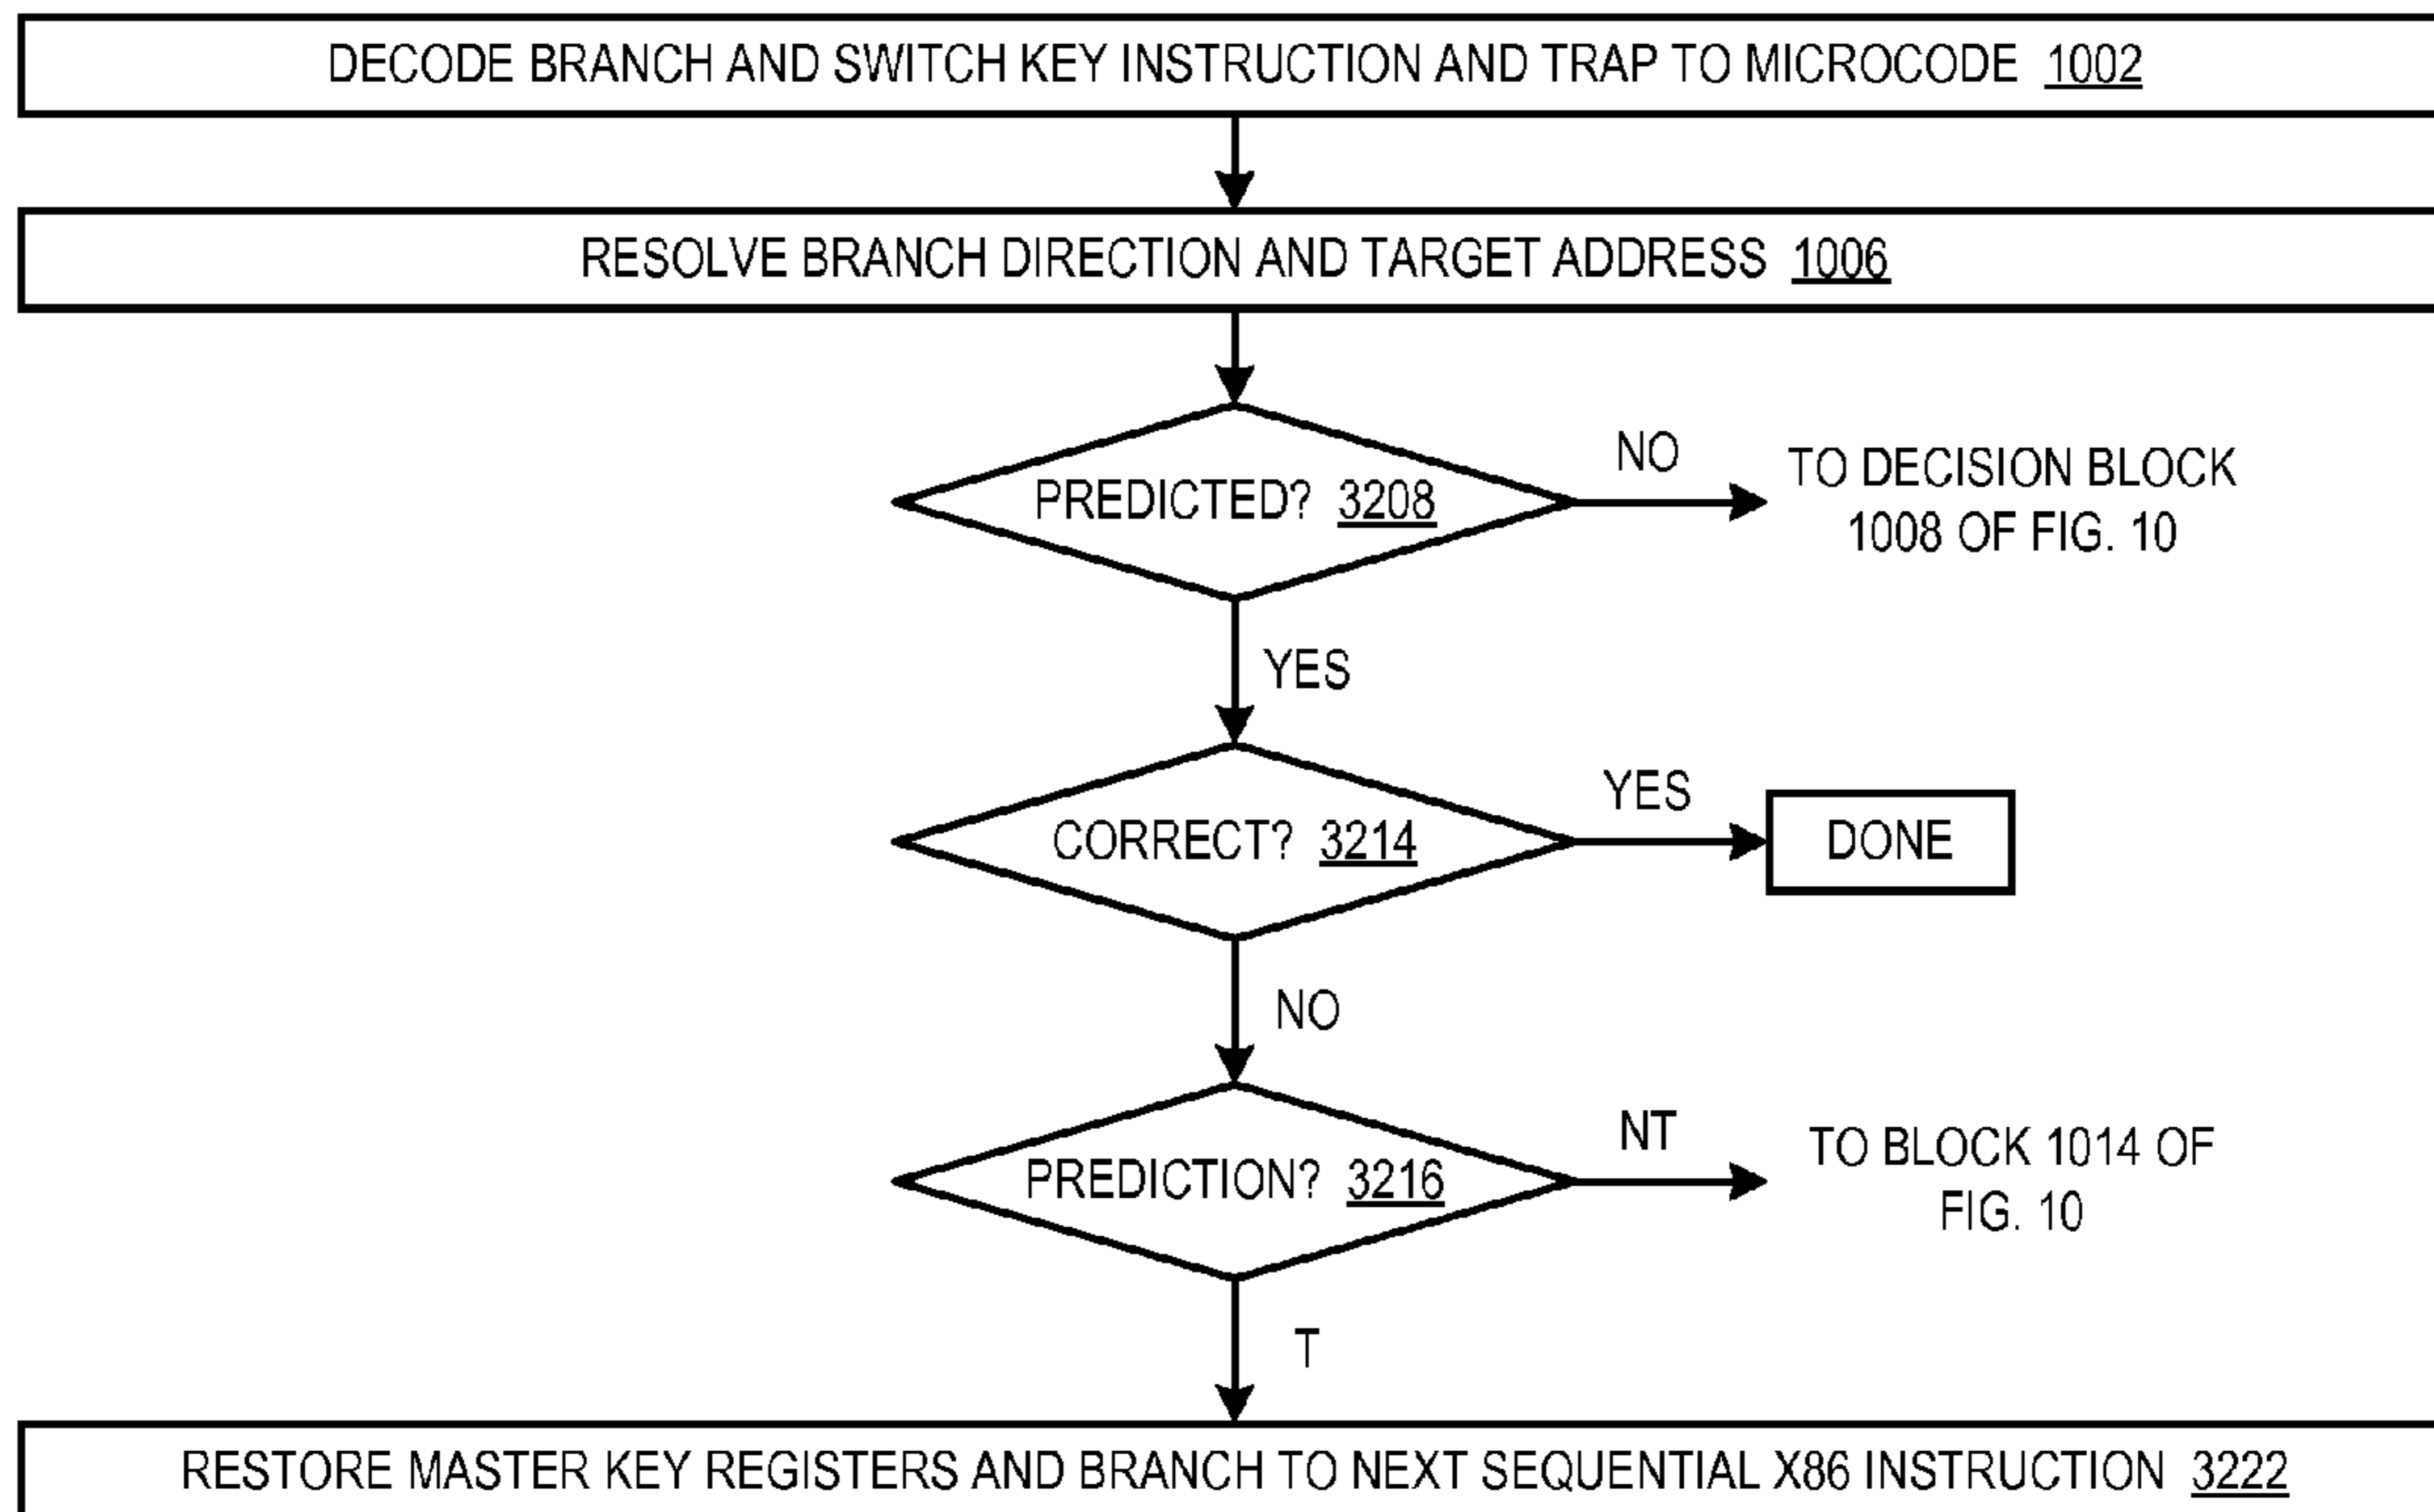 DECODE BRANCH AND SWITCH KEY INSTRUCTION AND TRAP TO MICROCODE 1002
RESOLVE BRANCH DIRECTION AND TARGET ADDRESS 1006
PREDICTED? 3208
NO
TO DECISION BLOCK
1008 OF FIG. 10
YES
CORRECT? 3214
YES
DONE
NO
PREDICTION? 3216
NT
TO BLOCK 1014 OF
FIG. 10
T
RESTORE MASTER KEY REGISTERS AND BRANCH TO NEXT SEQUENTIAL X86 INSTRUCTION 3222